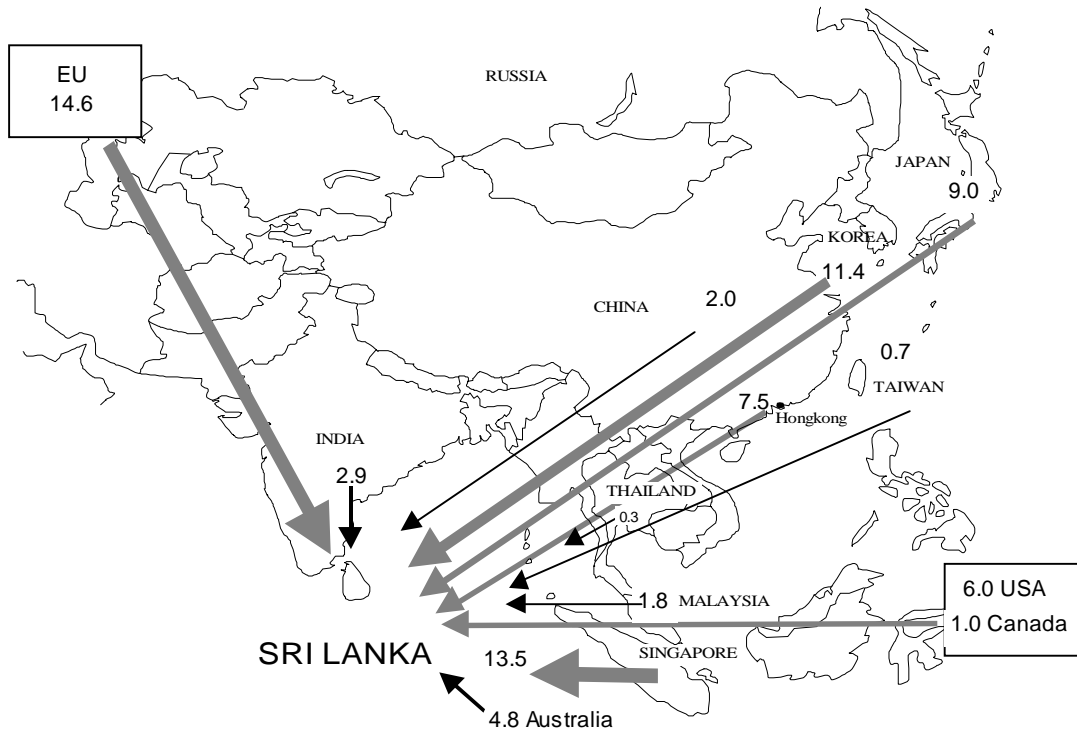 EU
14.6
RUSSIA
JAPAN
9.0
KOREA
11.4
CHINA
2.0
0.7
TAIWAN
7.5
Hongkong
INDIA
2.9
THAILAND
0.3
1.8 MALAYSIA
6.0 USA
1.0 Canada
SRI LANKA
13.5
SINGAPORE
4.8 Australia